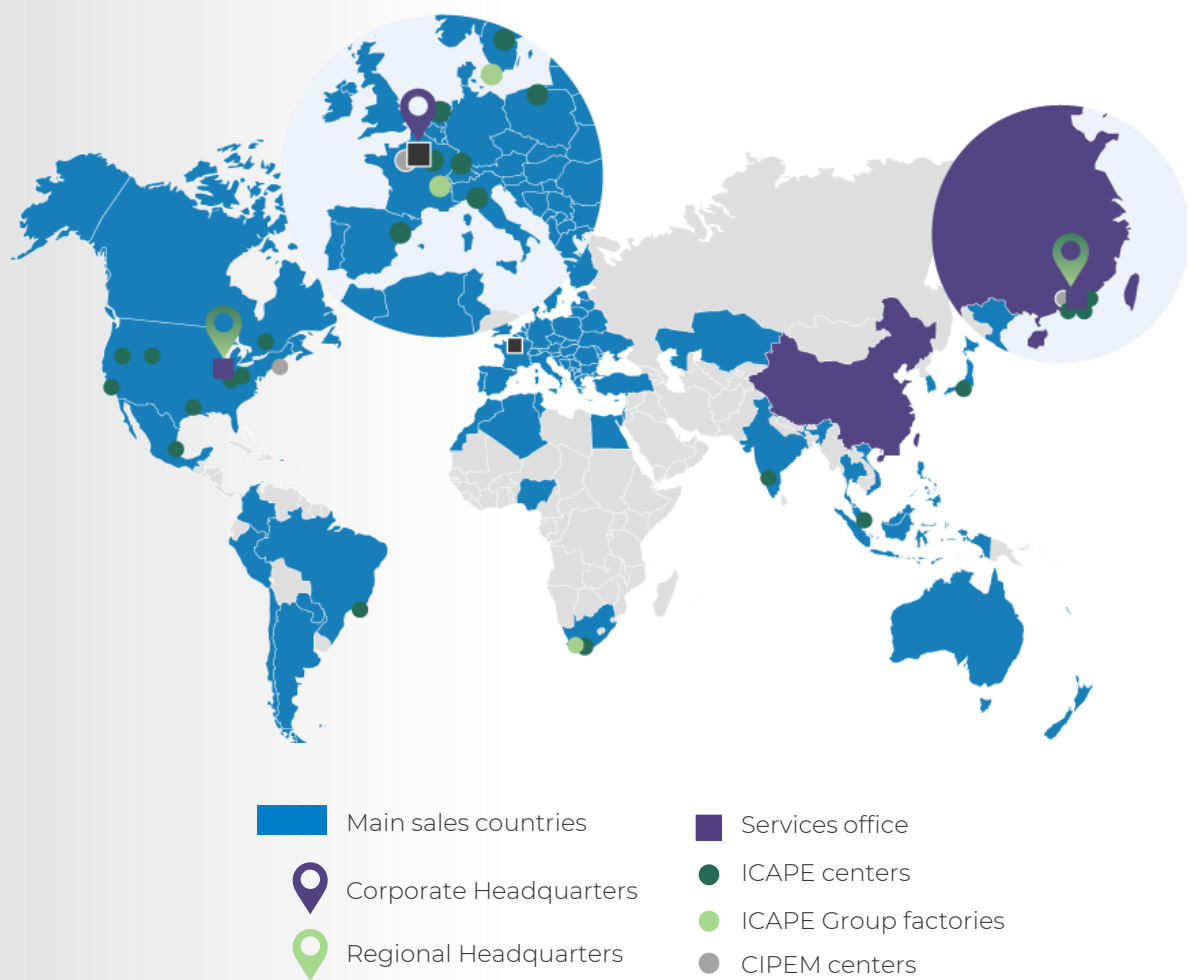 Main sales countries
Corporate Headquarters
Regional Headquarters
Services office
ICAPE centers
ICAPE Group factories
CIPEM centers